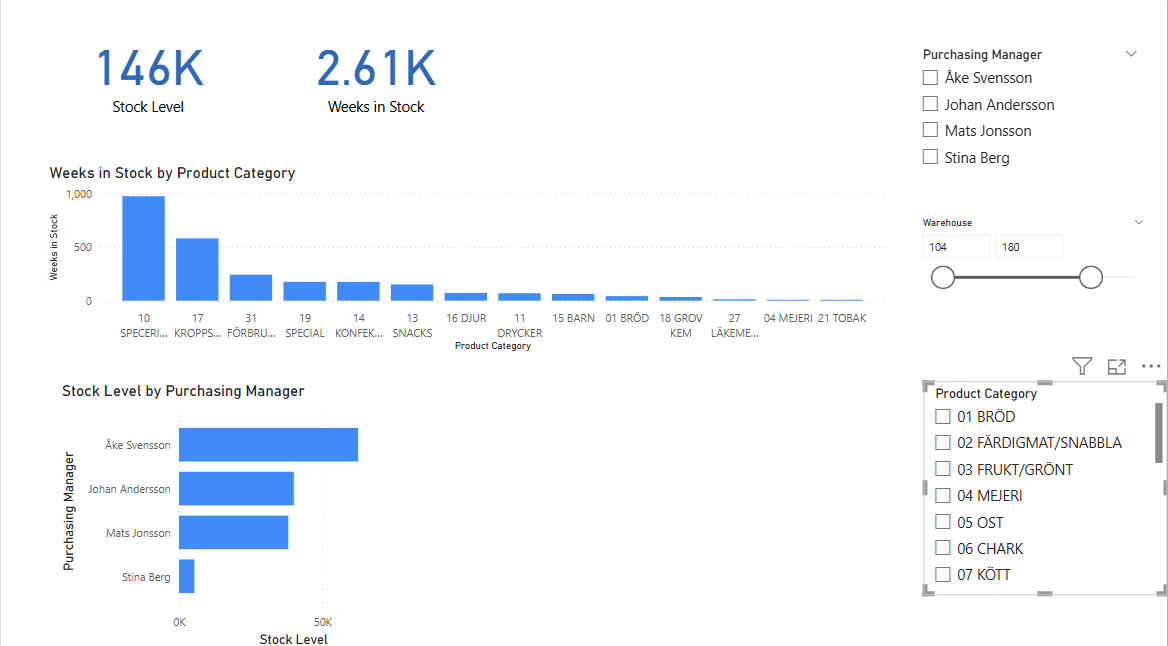 146K
Stock Level
2.61K
Weeks in Stock
Purchasing Manager
Åke Svensson
Johan Andersson
Mats Jonsson
Stina Berg
Weeks in Stock by Product Category
Weeks in Stock
1,000
500
0
10 SPECERI...
17 KROPPS...
31 FÖRBRU...
19 SPECIAL
14 KONFEK...
13 SNACKS
16 DJUR
11 DRYCKER
15 BARN
01 BRÖD
18 GROV KEM
27 LÄKEME...
04 MEJERI
21 TOBAK
Product Category
Warehouse
104
180
Stock Level by Purchasing Manager
Purchasing Manager
Åke Svensson
Johan Andersson
Mats Jonsson
Stina Berg
0K
50K
Stock Level
Product Category
01 BRÖD
02 FÄRDIGMAT/SNABBLA
03 FRUKT/GRÖNT
04 MEJERI
05 OST
06 CHARK
07 KÖTT